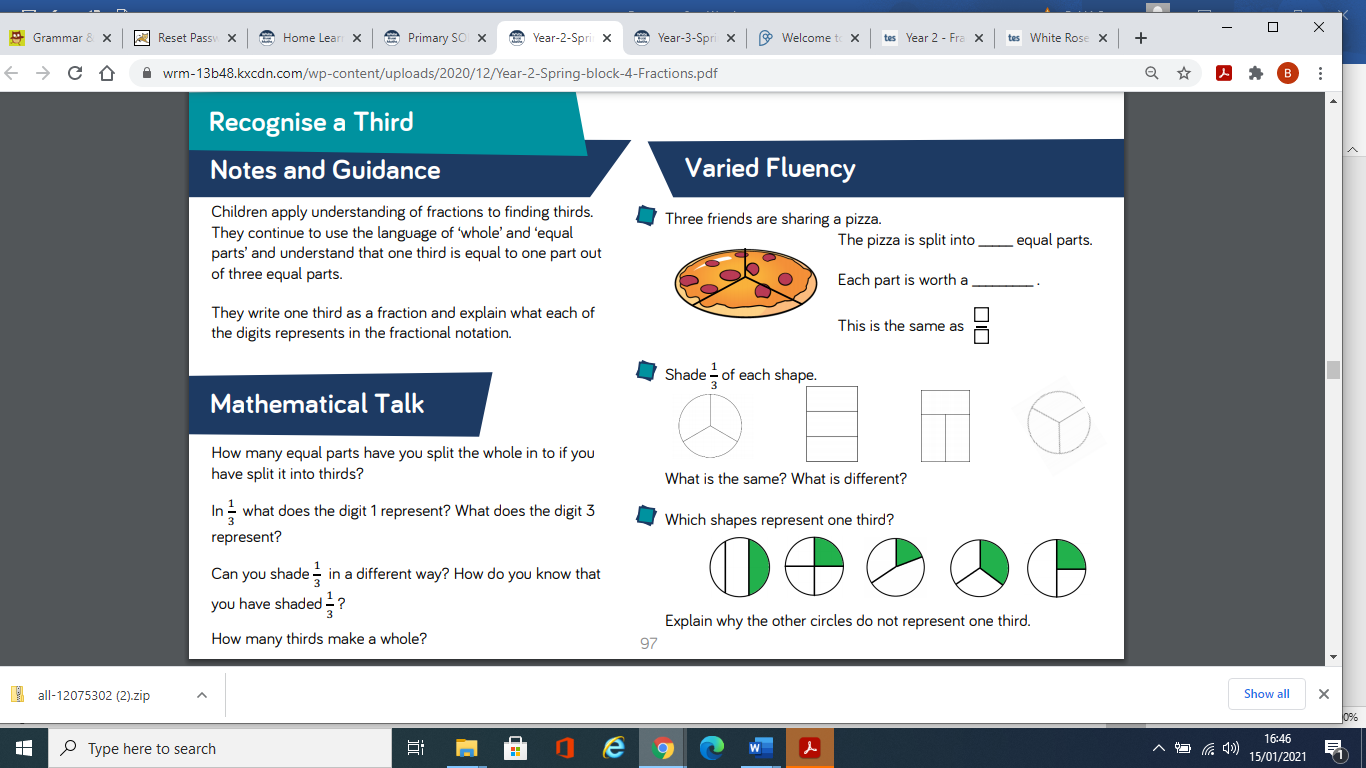 Grammar &
Reset Passw
Home Learn
Primary SOL
Year-2-Spri
Year-3-Spri
Welcome to
tes Year 2 - Fra
tes White Rose
wrm-13b48.kxcdn.com/wp-content/uploads/2020/12/Year-2-Spring-block-4-Fractions.pdf
B
Recognise a Third
Notes and Guidance
Children apply understanding of fractions to finding thirds.
They continue to use the language of ‘whole’ and ‘equal
parts’ and understand that one third is equal to one part out
of three equal parts.
They write one third as a fraction and explain what each of
the digits represents in the fractional notation.
Mathematical Talk
How many equal parts have you split the whole in to if you
have split it into thirds?
In 1/3 what does the digit 1 represent? What does the digit 3
represent?
Can you shade 1/3 in a different way? How do you know that
you have shaded 1/3?
How many thirds make a whole?
Varied Fluency
Three friends are sharing a pizza.
The pizza is split into _____ equal parts.
Each part is worth a _________ .
This is the same as
Shade 1/3 of each shape.
What is the same? What is different?
Which shapes represent one third?
Explain why the other circles do not represent one third.
97
all-12075302 (2).zip
Show all
0%
Type here to search
16:46
15/01/2021
1